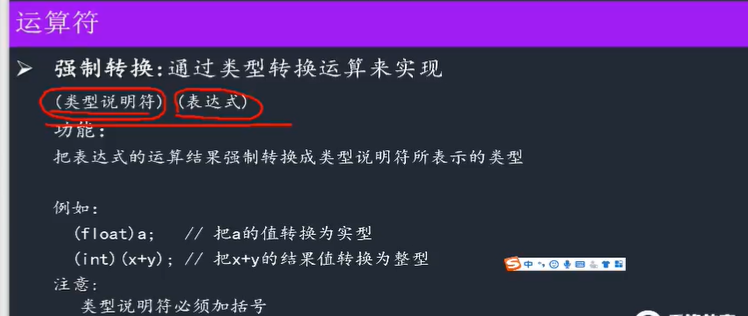 运算符
➤ 强制转换:通过类型转换运算来实现
(类型说明符) (表达式)
功能:
把表达式的运算结果强制转换成类型说明符所表示的类型
例如:
(float)a; // 把a的值转换为实型
(int)(x+y); // 把x+y的结果值转换为整型
中
注意:
类型说明符必须加括号